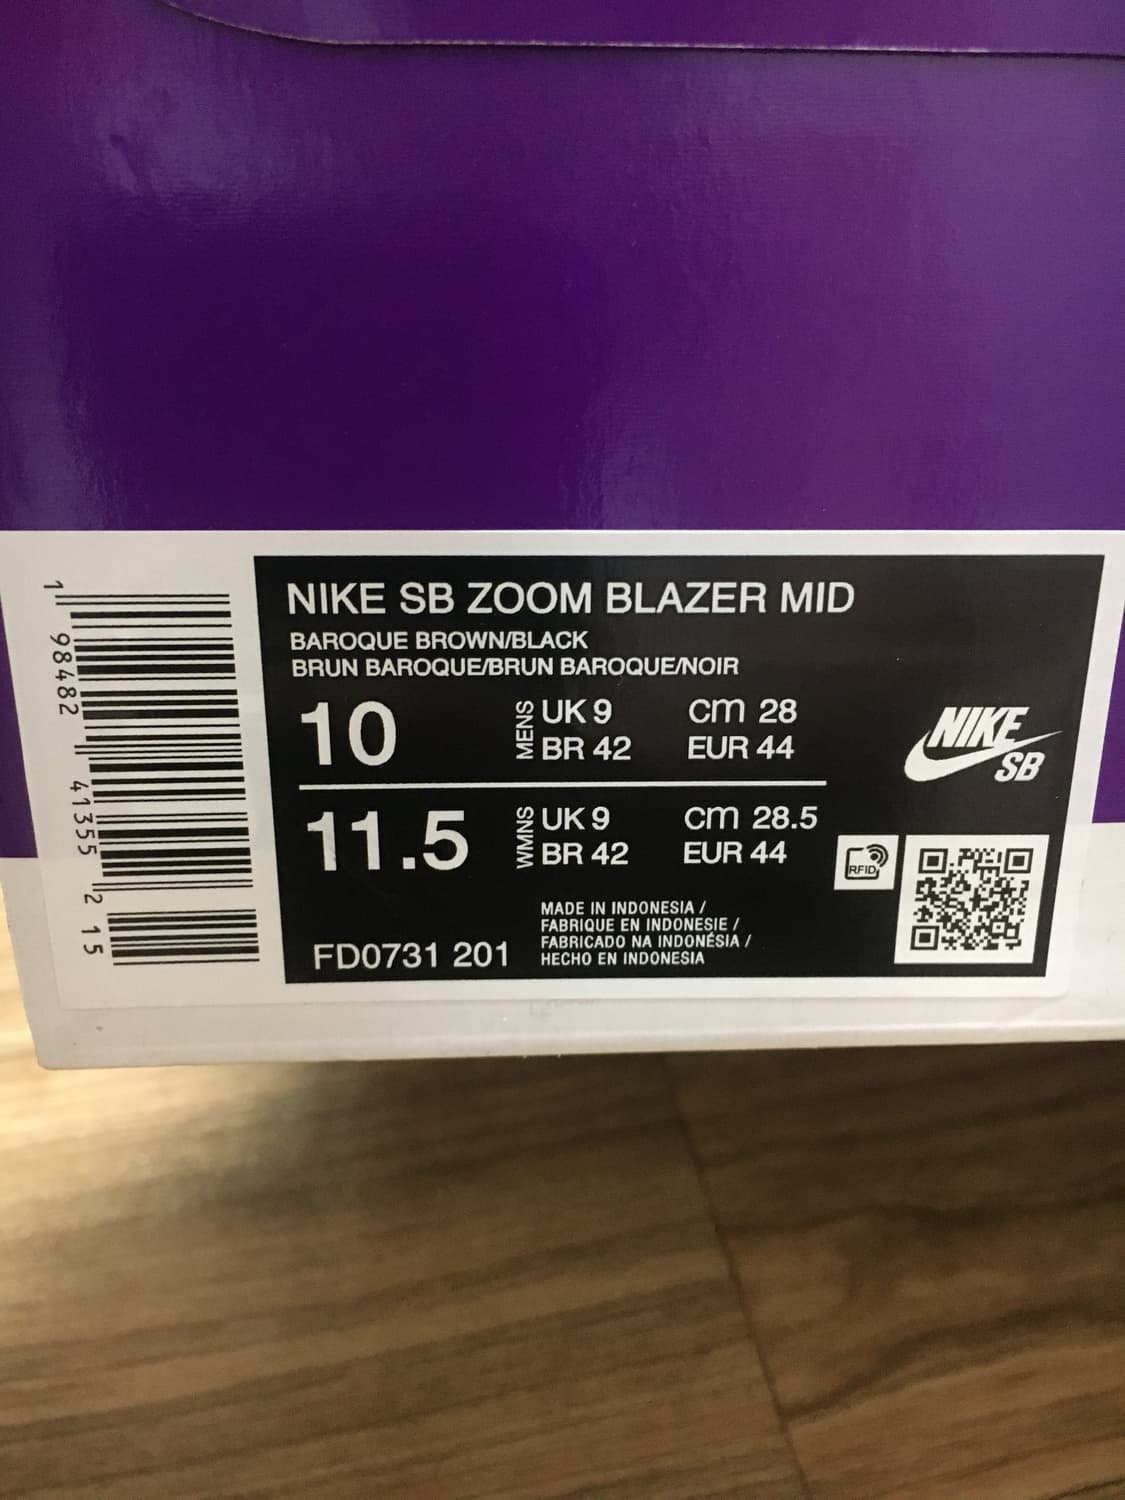 NIKE SB ZOOM BLAZER MID
BAROQUE BROWN/BLACK
BRUN BAROQUE/BRUN BAROQUE/NOIR
10 MENS UK 9 cm 28
BR 42 EUR 44
11.5 WMNS UK 9 cm 28.5
BR 42 EUR 44
NIKE
SB
RFID
MADE IN INDONESIA /
FABRIQUE EN INDONESIE /
FABRICADO NA INDONÉSIA /
HECHO EN INDONESIA
FD0731 201
1 98482 41355 2 15